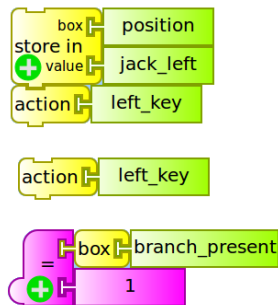 box position
store in
value jack_left
action left_key
action left_key
box branch_present
=
1